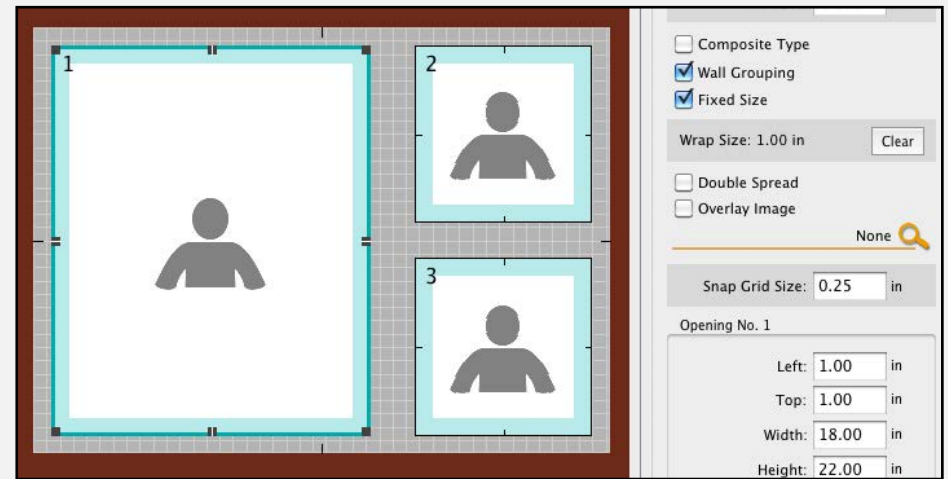 1
2
3
Composite Type
Wall Grouping
Fixed Size
Wrap Size: 1.00 in Clear
Double Spread
Overlay Image
None
Snap Grid Size: 0.25 in
Opening No. 1
Left: 1.00 in
Top: 1.00 in
Width: 18.00 in
Height: 22.00 in